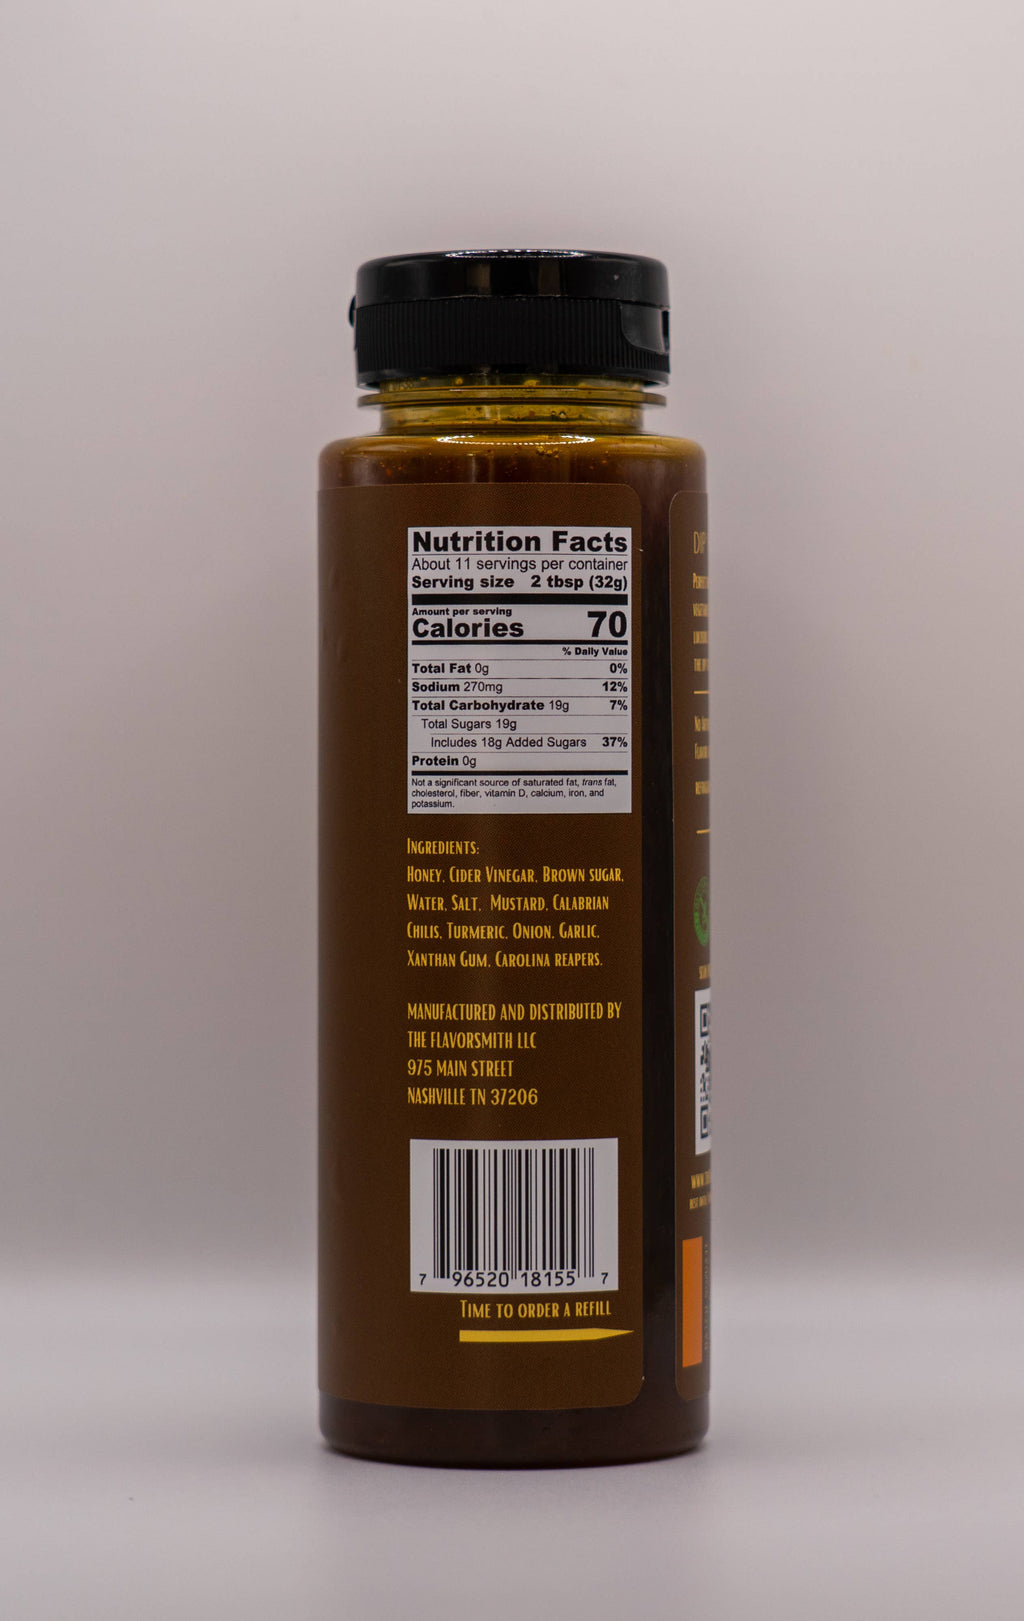 Nutrition Facts
About 11 servings per container
Serving size 2 tbsp (32g)
Amount per serving
Calories 70
% Daily Value
Total Fat 0g 0%
Sodium 270mg 12%
Total Carbohydrate 19g 7%
Total Sugars 19g
Includes 18g Added Sugars 37%
Protein 0g
Not a significant source of saturated fat, trans fat,
cholesterol, fiber, vitamin D, calcium, iron, and
potassium.
Ingredients:
Honey, Cider Vinegar, Brown sugar,
Water, Salt, Mustard, Calabrian
Chilis, Turmeric, Onion, Garlic,
Xanthan Gum, Carolina reapers.
MANUFACTURED AND DISTRIBUTED BY
THE FLAVORSMITH LLC
975 MAIN STREET
NASHVILLE TN 37206
7 96520 18155 7
Time to order a refill
DIP
THE
No